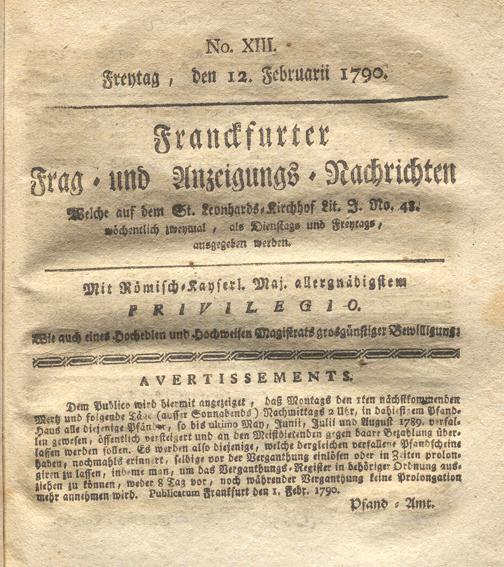 No. XIII.
Freytag, den 12. Februarii 1790.
Franckfurter
Frag- und Anzeigungs-Nachrichten
Welche auf dem St. Leonhards-Kirchhof Lit. J. No. 48.
wöchentlich zweymal, als Dienstags und Freytags,
ausgegeben werden.
Mit Römisch-Kayserl. Maj. allergnädigstem
PRIVILEGIO.
Wie auch eines Hochedlen und Hochweisen Magistrats grosgünstiger Bewilligung:
AVERTISSEMENTS.
Dem Publico wird hiermit angezeiget, daß Montags den 1ten nächstkommenden
Mertz und folgende Täge (ausser Sonnabends) Nachmittags 2 Uhr, in dahiesigem Pfand-
Haus alle diejenige Pfänder, so bis ultimo May, Junii, Julii und August 1789. verfal-
len gewesen, öffentlich versteigert und an den Meistbietenden gegen baare Bezahlung über-
lassen werden sollen. Es werden also diejenige, welche dergleichen verfallene Pfandscheine
haben, nochmahls erinnert, selbige vor der Verganthung einlösen oder in Zeiten prolon-
giren zu lassen, indeme man, um das Verganthungs-Register in behöriger Ordnung aus-
ziehen zu können, weder 8 Tag vor, noch während der Verganthung keine Prolongation
mehr annehmen wird. Publicatum Frankfurt den 1. Febr. 1790.
Pfand-Amt.